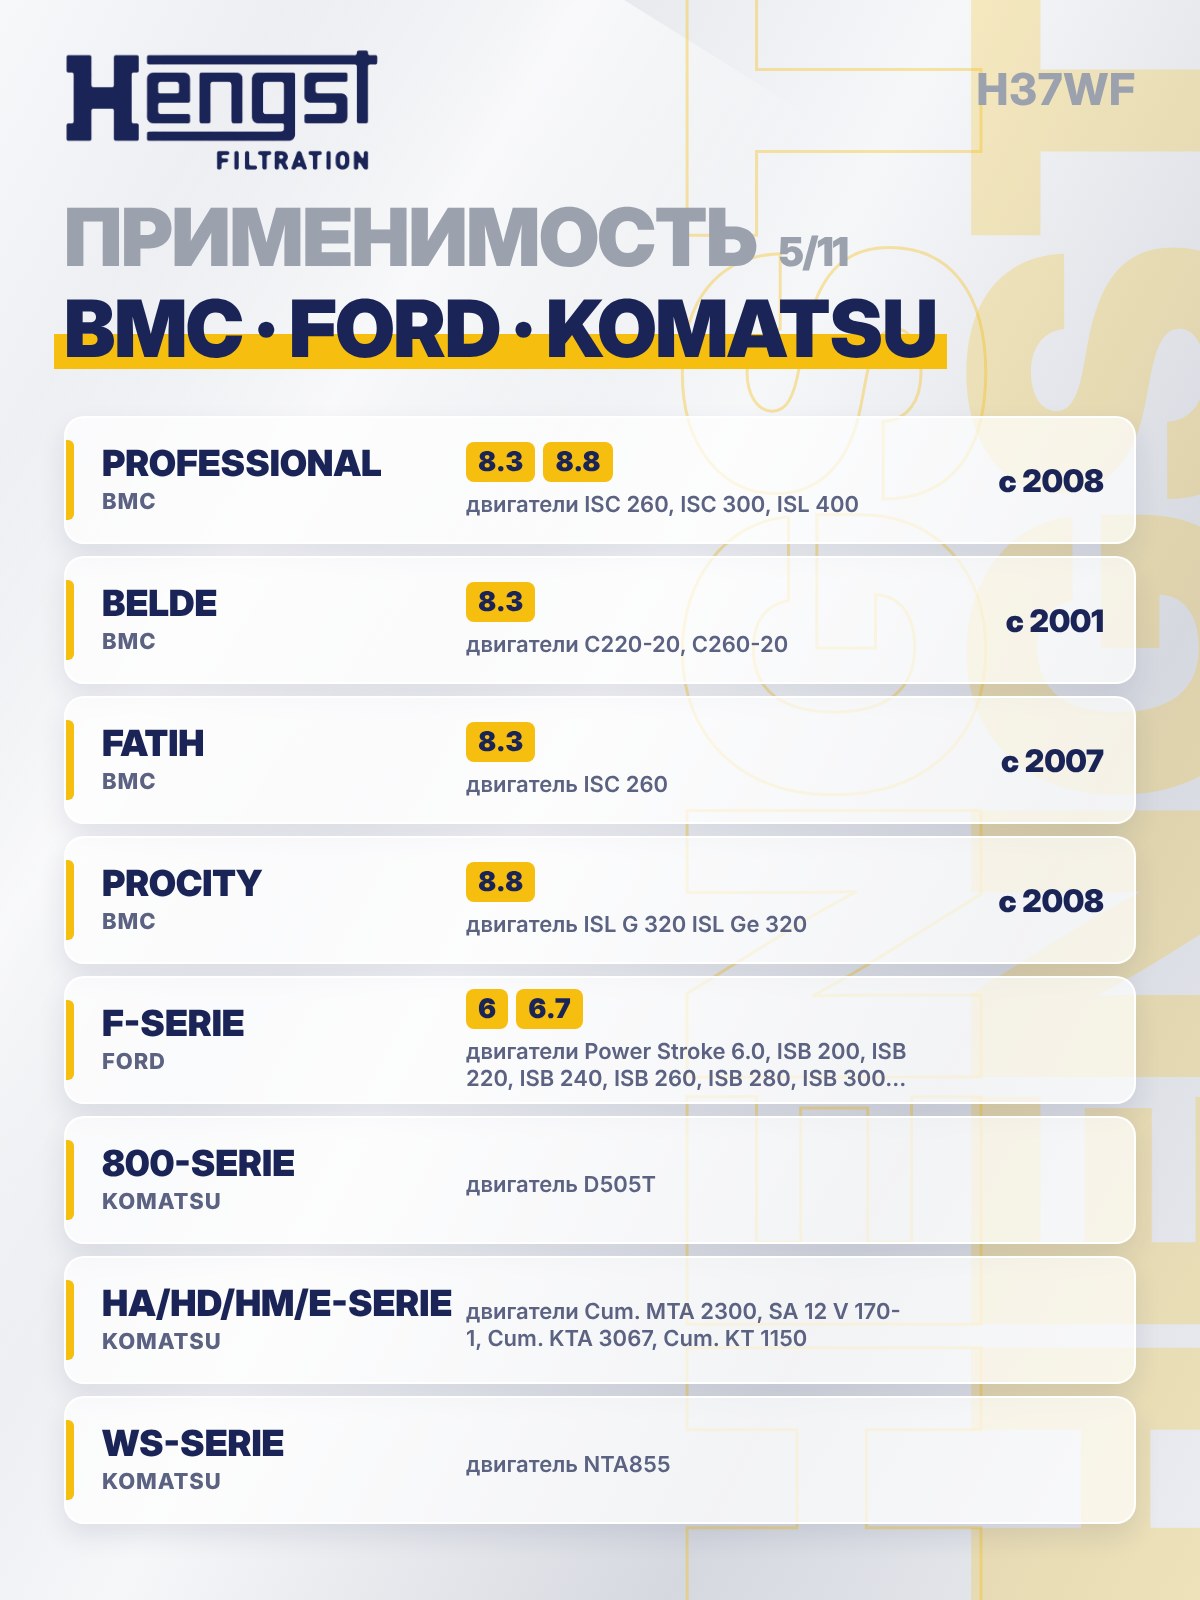 Hengst
FILTRATION
H37WF
ПРИМЕНИМОСТЬ 5/11
BMC · FORD · KOMATSU
PROFESSIONAL
BMC
8.3 8.8
двигатели ISC 260, ISC 300, ISL 400
с 2008
BELDE
BMC
8.3
двигатели C220-20, C260-20
с 2001
FATIH
BMC
8.3
двигатель ISC 260
с 2007
PROCITY
BMC
8.8
двигатель ISL G 320 ISL Ge 320
с 2008
F-SERIE
FORD
6 6.7
двигатели Power Stroke 6.0, ISB 200, ISB
220, ISB 240, ISB 260, ISB 280, ISB 300...
800-SERIE
KOMATSU
двигатель D505T
HA/HD/HM/E-SERIE
KOMATSU
двигатели Cum. MTA 2300, SA 12 V 170-
1, Cum. KTA 3067, Cum. KT 1150
WS-SERIE
KOMATSU
двигатель NTA855
HENGST